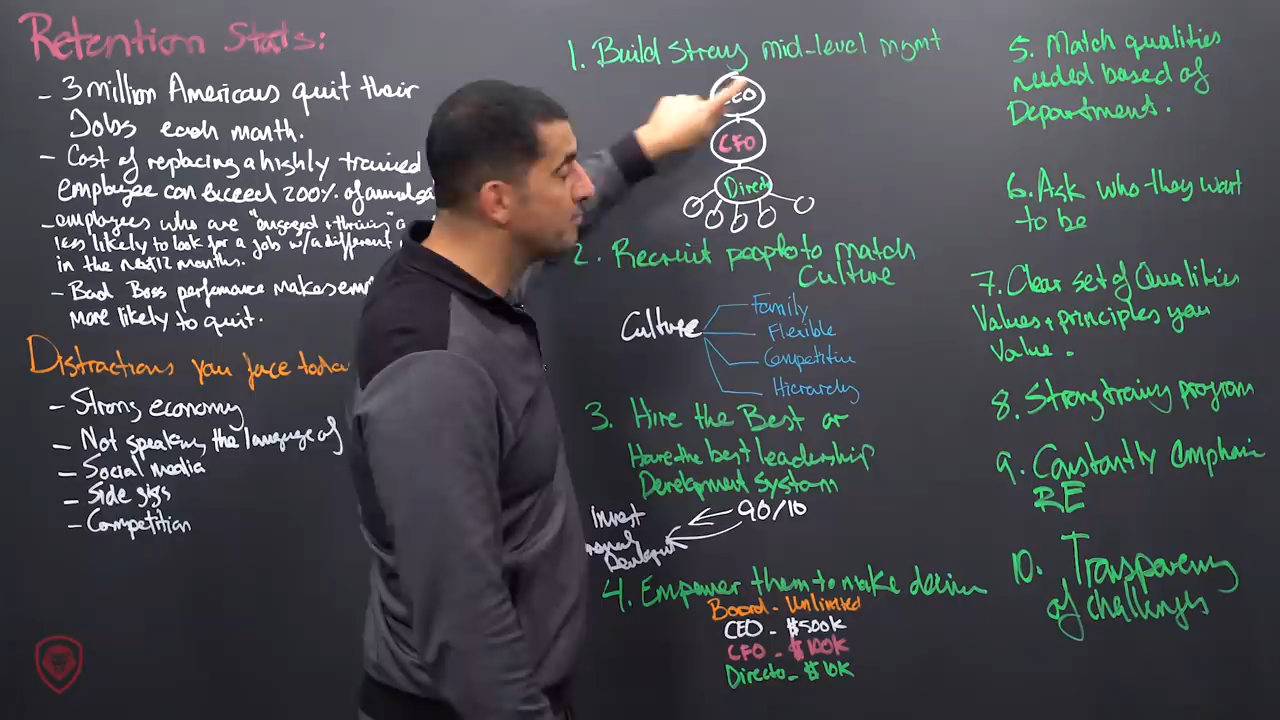 Retention Stats:
- 3 million Americans quit their
Jobs each month.
- Cost of replacing a highly trained
employee can exceed 200% of annual
- employees who are "engaged + thriving" a
less likely to look for a job w/a different
in the next 12 months.
- Bad Boss performance makes em
more likely to quit.
Distractions you face today
- Strong economy
- Not speaking the language of
- Social media
- Side gigs
- Competition
1. Build Strong mid-level mgmt
CEO
CFO
Directo
2. Recruit people to match
Culture
Culture
Family
Flexible
Competitive
Hierarchy
3. Hire the Best or
Have the best leadership
Development System
90/10
Invest
Developmt
4. Empower them to make decision
Board - Unlimited
CEO - $500k
CFO - $100k
Directo - $10k
5. Match qualities
needed based of
Department.
6. Ask who they want
to be
7. Clear set of Qualities
Values + principles you
Value.
8. Strong training program
9. Constantly emphasize
RE
10. Transparency
of challenges